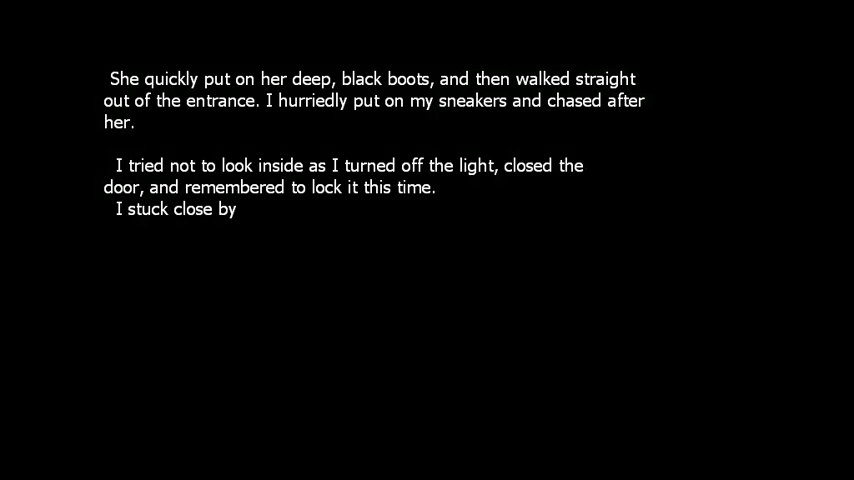 She quickly put on her deep, black boots, and then walked straight
out of the entrance. I hurriedly put on my sneakers and chased after
her.
I tried not to look inside as I turned off the light, closed the
door, and remembered to lock it this time.
I stuck close by